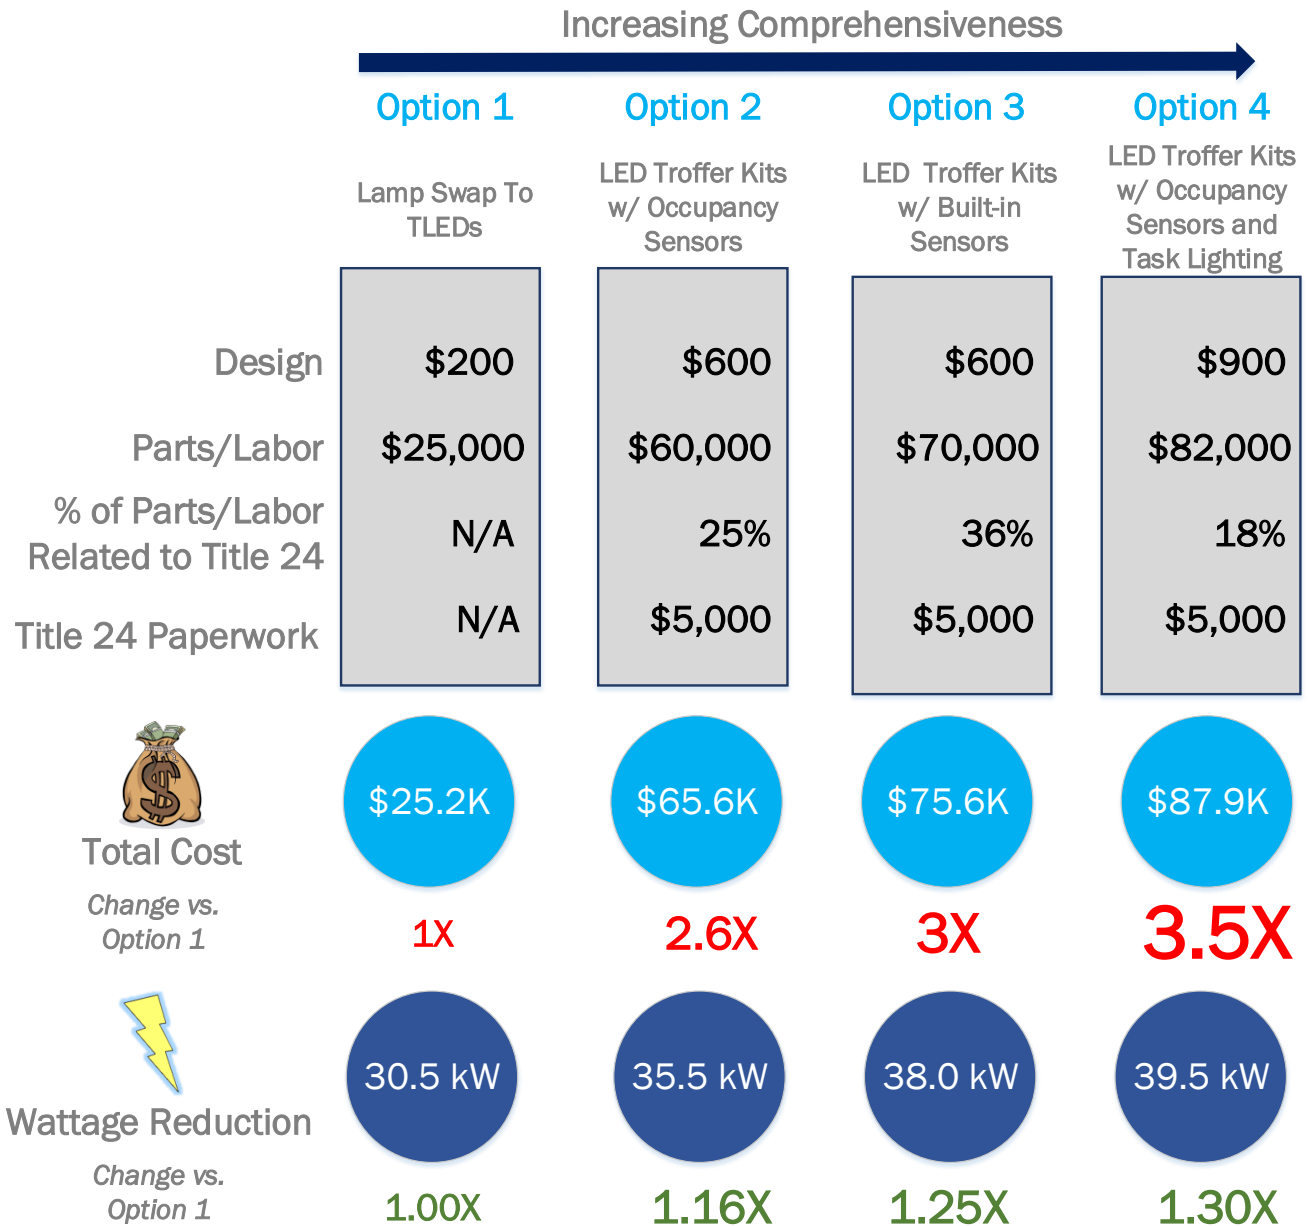 Increasing Comprehensiveness
Option 1 Option 2 Option 3 Option 4
Lamp Swap To
TLEDs
LED Troffer Kits
w/ Occupancy
Sensors
LED Troffer Kits
w/ Built-in
Sensors
LED Troffer Kits
w/ Occupancy
Sensors and
Task Lighting
Design $200 $600 $600 $900
Parts/Labor $25,000 $60,000 $70,000 $82,000
% of Parts/Labor
Related to Title 24 N/A 25% 36% 18%
Title 24 Paperwork N/A $5,000 $5,000 $5,000
$
$25.2K $65.6K $75.6K $87.9K
Total Cost
Change vs.
Option 1
1X 2.6X 3X 3.5X
30.5 kW 35.5 kW 38.0 kW 39.5 kW
Wattage Reduction
Change vs.
Option 1
1.00X 1.16X 1.25X 1.30X